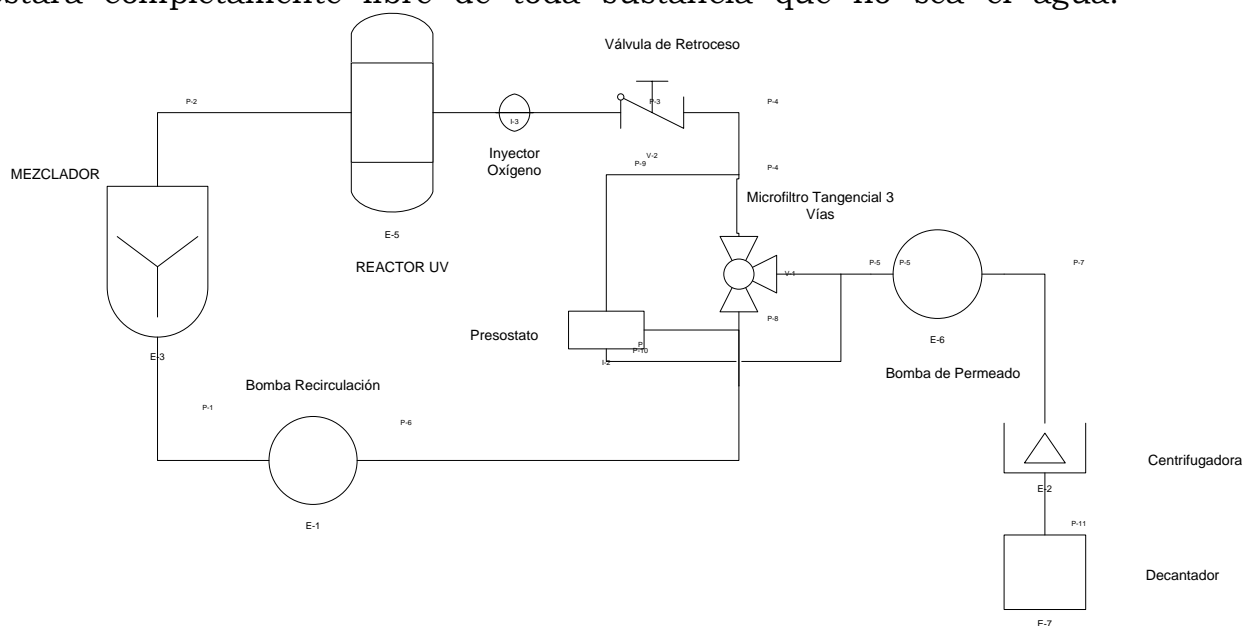 estará completamente libre de toda sustancia que no sea el agua.
Válvula de Retroceso
P-2
P-3
P-4
I-3
Inyector
Oxígeno
V-2
P-9
P-4
MEZCLADOR
Microfiltro Tangencial 3
Vías
E-5
REACTOR UV
P-5
P-5
P-7
V-1
P-8
Presostato
P-10
I-2
E-3
E-6
Bomba de Permeado
Bomba Recirculación
P-1
P-6
Centrifugadora
E-2
E-1
P-11
Decantador
E-7